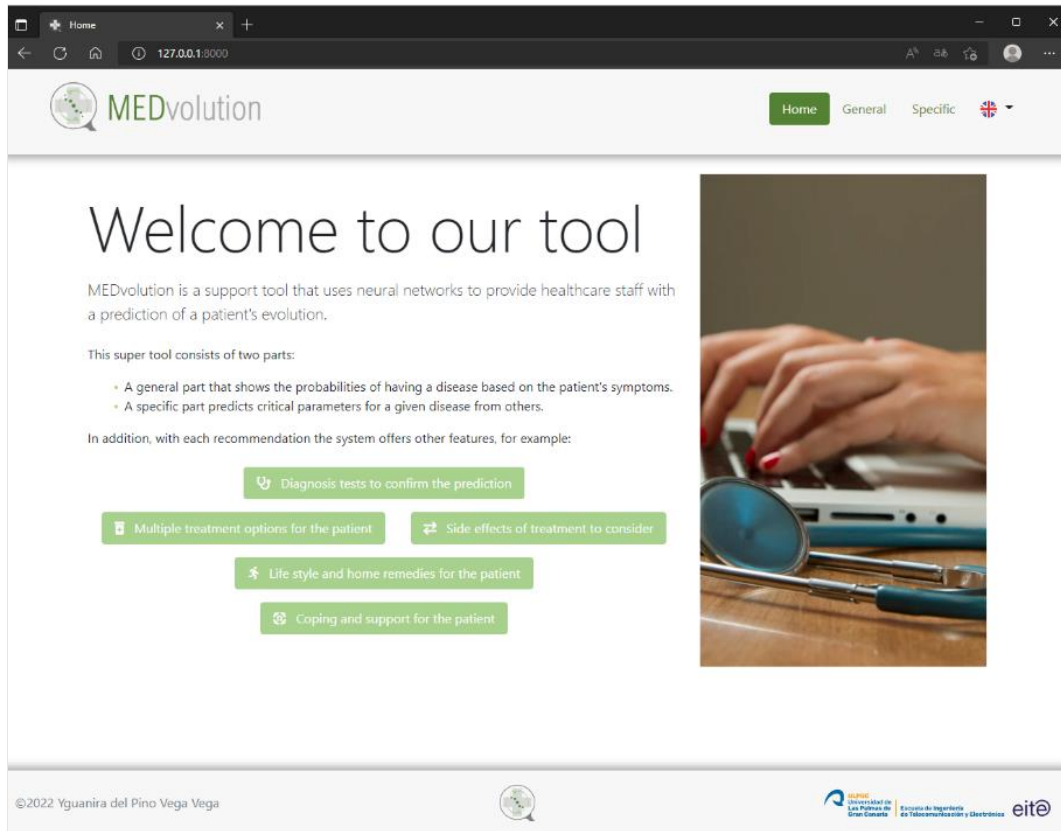 Home
127.0.0.1:8000
MEDvolution
Home General Specific
Welcome to our tool
MEDvolution is a support tool that uses neural networks to provide healthcare staff with
a prediction of a patient's evolution.
This super tool consists of two parts:
• A general part that shows the probabilities of having a disease based on the patient's symptoms.
• A specific part predicts critical parameters for a given disease from others.
In addition, with each recommendation the system offers other features, for example:
Diagnosis tests to confirm the prediction
Multiple treatment options for the patient Side effects of treatment to consider
Life style and home remedies for the patient
Coping and support for the patient
©2022 Yguanira del Pino Vega Vega
ULPGC
Universidad de
Las Palmas de
Gran Canaria
Escuela de Ingeniería
de Telecomunicación y Electrónica
eite